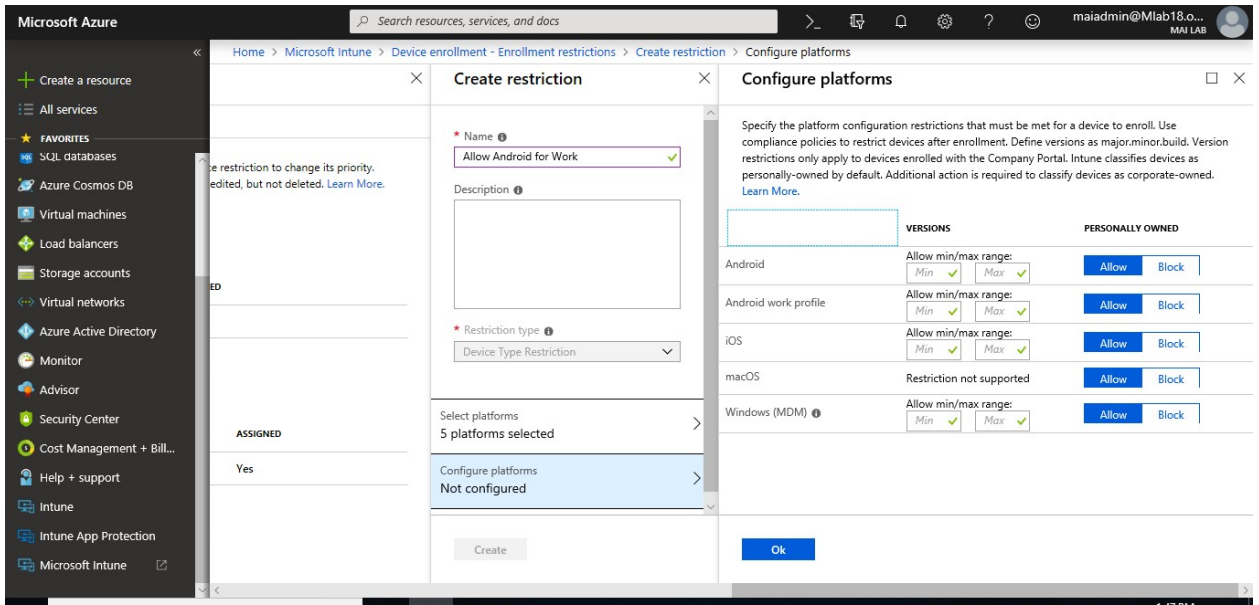 Microsoft Azure
Search resources, services, and docs
maiadmin@Mlab18.o...
MAI LAB
Home > Microsoft Intune > Device enrollment - Enrollment restrictions > Create restriction > Configure platforms
Create a resource
All services
FAVORITES
SQL databases
Azure Cosmos DB
Virtual machines
Load balancers
Storage accounts
Virtual networks
Azure Active Directory
Monitor
Advisor
Security Center
Cost Management + Bill...
Help + support
Intune
Intune App Protection
Microsoft Intune
ce restriction to change its priority.
edited, but not deleted. Learn More.
ED
ASSIGNED
Yes
Create restriction
* Name
Allow Android for Work
Description
* Restriction type
Device Type Restriction
Select platforms
5 platforms selected
Configure platforms
Not configured
Create
Configure platforms
Specify the platform configuration restrictions that must be met for a device to enroll. Use
compliance policies to restrict devices after enrollment. Define versions as major.minor.build. Version
restrictions only apply to devices enrolled with the Company Portal. Intune classifies devices as
personally-owned by default. Additional action is required to classify devices as corporate-owned.
Learn More.
VERSIONS PERSONALLY OWNED
Android Allow min/max range:
Min Max Allow Block
Android work profile Allow min/max range:
Min Max Allow Block
iOS Allow min/max range:
Min Max Allow Block
macOS Restriction not supported Allow Block
Windows (MDM) Allow min/max range:
Min Max Allow Block
Ok